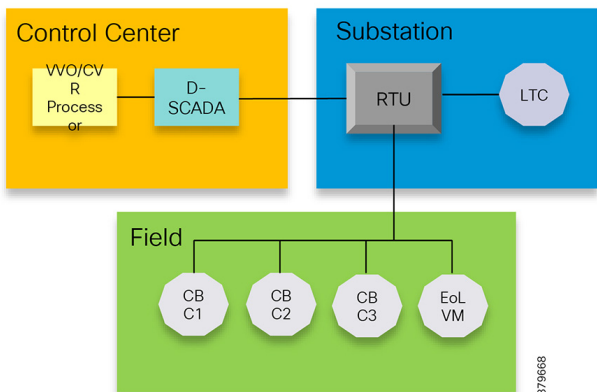 Control Center
VVO/CV
R
Process
or
D-
SCADA
Substation
RTU
LTC
Field
CB
C1
CB
C2
CB
C3
EoL
VM
379668